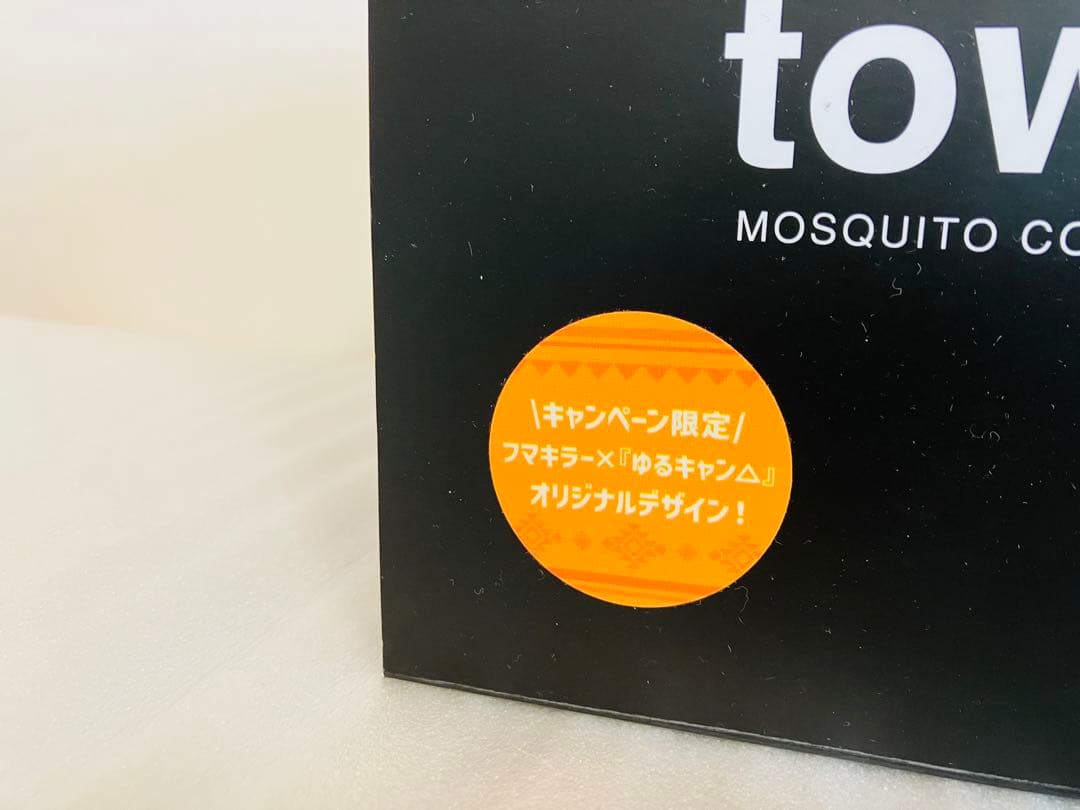 tow
MOSQUITO CO
\キャンペーン限定/
フマキラー×『ゆるキャン△』
オリジナルデザイン!